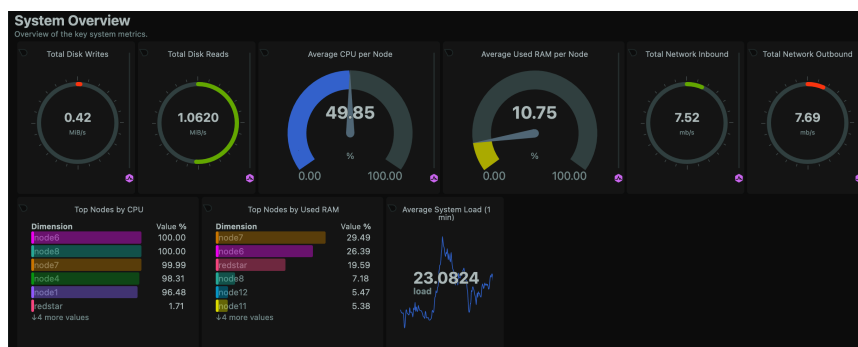 System Overview
Overview of the key system metrics.
Total Disk Writes
0.42
MiB/s
Total Disk Reads
1.0620
MiB/s
Average CPU per Node
49.85
%
0.00
100.00
Average Used RAM per Node
10.75
%
0.00
100.00
Total Network Inbound
7.52
mb/s
Total Network Outbound
7.69
mb/s
Top Nodes by CPU
Dimension Value %
node6 100.00
node8 100.00
node7 99.99
node4 98.31
node1 96.48
redstar 1.71
↓4 more values
Top Nodes by Used RAM
Dimension Value %
node7 29.49
node6 26.39
redstar 19.59
node8 7.18
node12 5.47
node11 5.38
↓4 more values
Average System Load (1
min)
23.0824
load